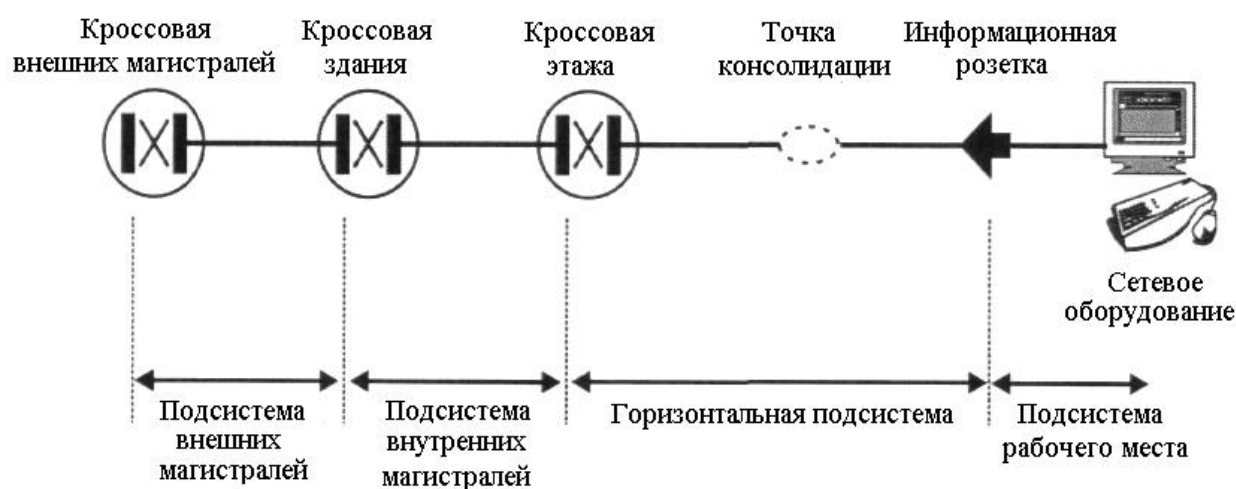 Кроссовая
внешних магистралей
Кроссовая
здания
Кроссовая
этажа
Точка
консолидации
Информационная
розетка
Сетевое
оборудование
Подсистема
внешних
магистралей
Подсистема
внутренних
магистралей
Горизонтальная подсистема
Подсистема
рабочего места